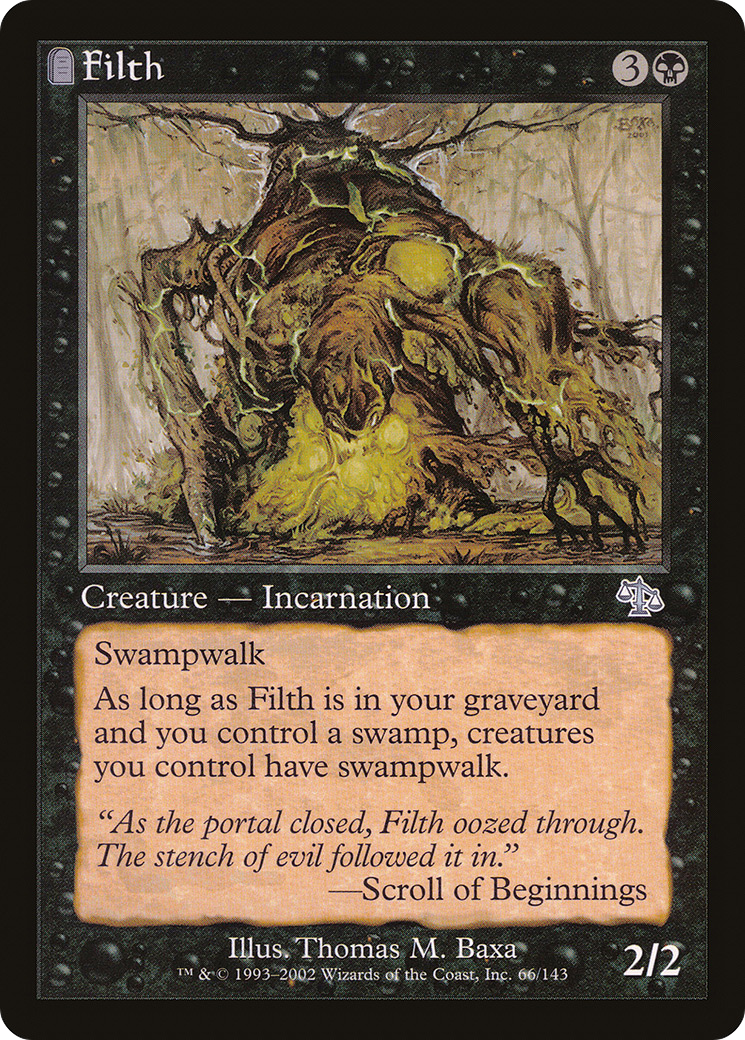 Filth
3
BAXA
2001
Creature — Incarnation
Swampwalk
As long as Filth is in your graveyard
and you control a swamp, creatures
you control have swampwalk.
“As the portal closed, Filth oozed through.
The stench of evil followed it in.”
—Scroll of Beginnings
Illus. Thomas M. Baxa
™ & © 1993–2002 Wizards of the Coast, Inc. 66/143
2/2